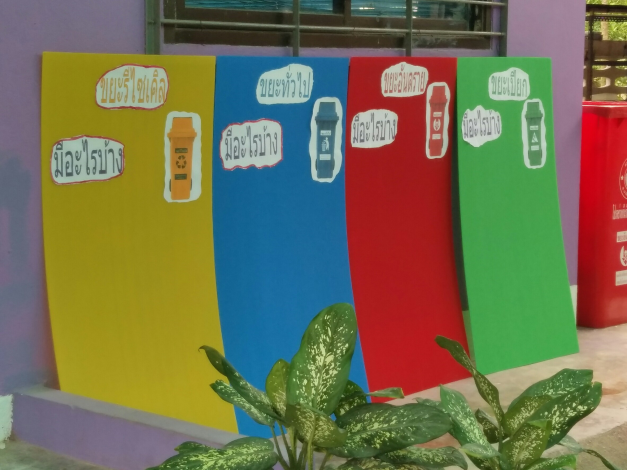 ขยะรีไซเคิล
มีอะไรบ้าง
ขยะทั่วไป
มีอะไรบ้าง
ขยะอันตราย
มีอะไรบ้าง
ขยะเปียก
มีอะไรบ้าง